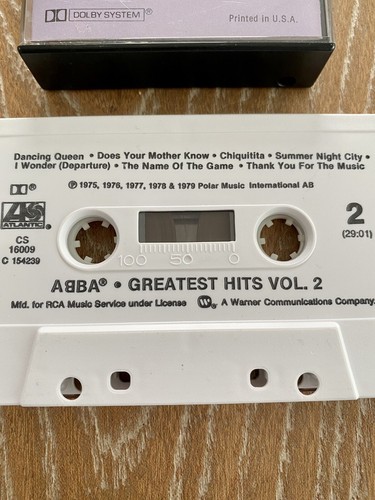 DOLBY SYSTEM ®
Printed in U.S.A.
Dancing Queen • Does Your Mother Know • Chiquitita • Summer Night City •
I Wonder (Departure) • The Name Of The Game • Thank You For The Music
®
℗ 1975, 1976, 1977, 1978 & 1979 Polar Music International AB
ATLANTIC
CS
16009
C 154239
2
(29:01)
100 50 0
AᗺBA® • GREATEST HITS VOL. 2
Mfd. for RCA Music Service under License A Warner Communications Company.